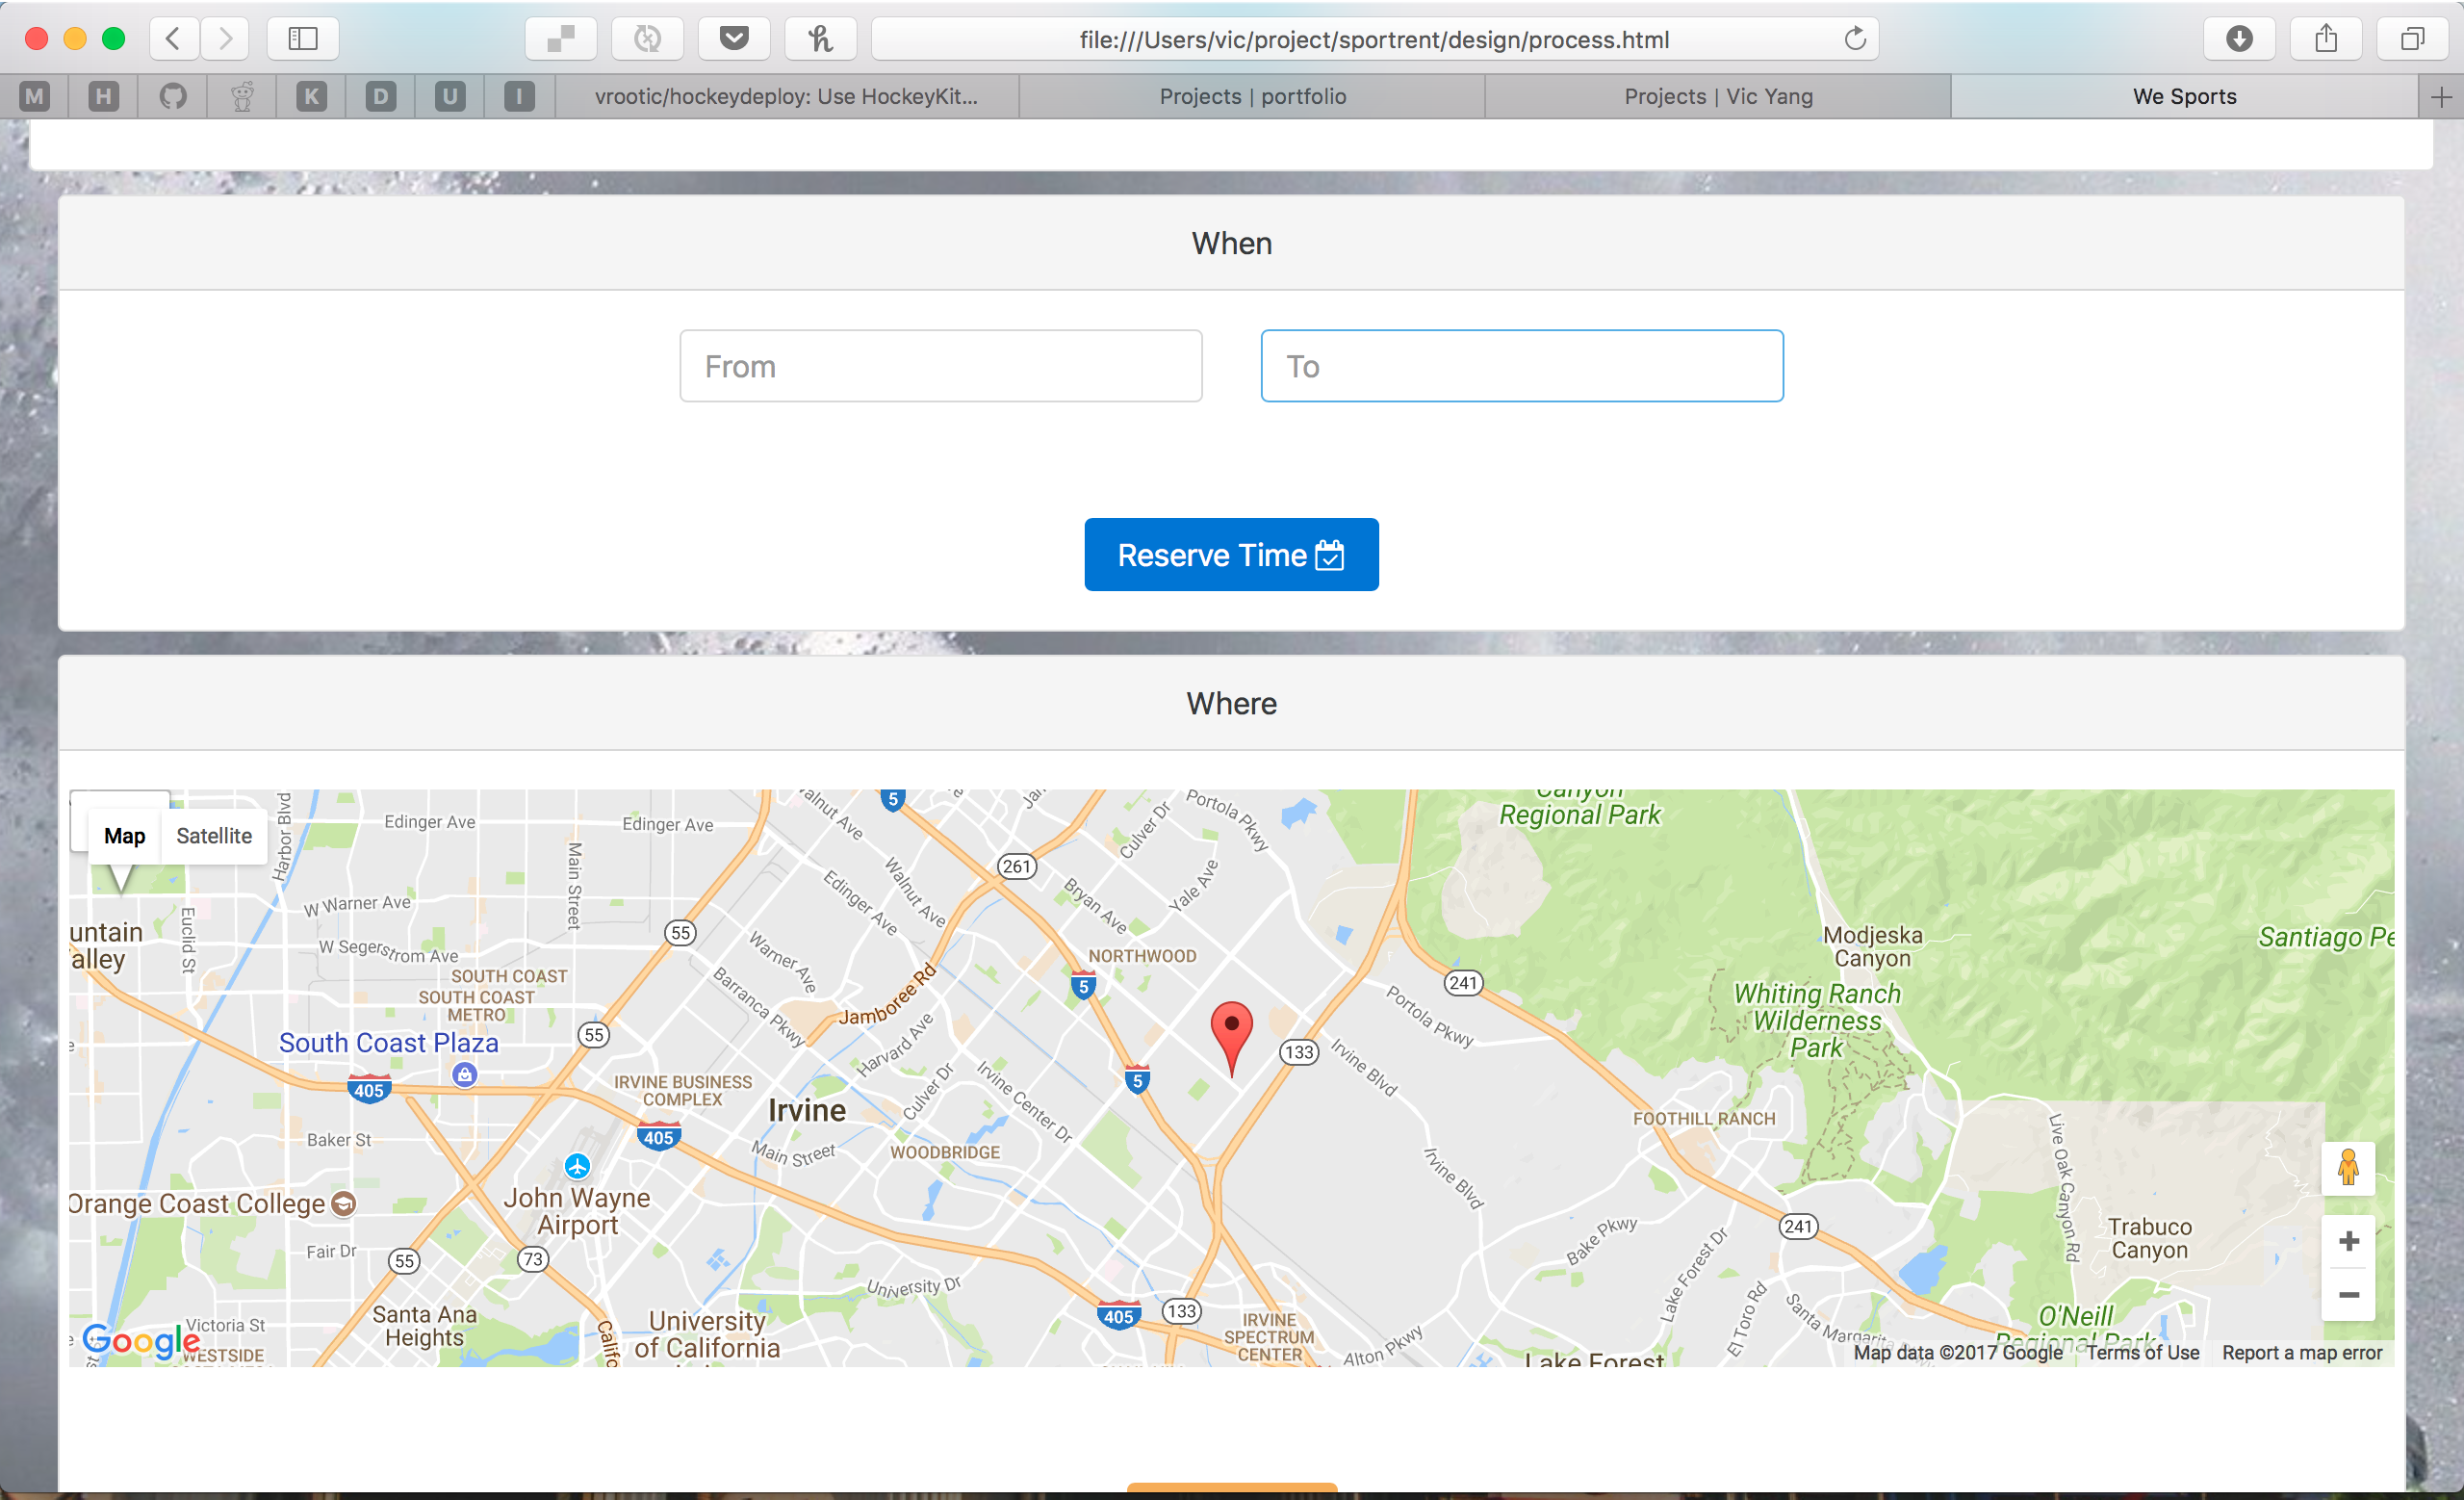 file:///Users/vic/project/sportrent/design/process.html
M H K D U I vrootic/hockeydeploy: Use HockeyKit... Projects | portfolio Projects | Vic Yang We Sports
When
From To
Reserve Time
Where
Map Satellite
Harbor Blvd
Edinger Ave
Edinger Ave
Main Street
Walnut Ave
5
Culver Dr
Portola Pkwy
Canyon
Regional Park
261
Yale Ave
Bryan Ave
Walnut Ave
Edinger Ave
W Warner Ave
Euclid St
untain
alley
W Segerstrom Ave
55
Warner Ave
NORTHWOOD
Modjeska
Canyon
Santiago Pe
SOUTH COAST
SOUTH COAST
METRO
Barranca Pkwy
Jamboree Rd
5
241
Portola Pkwy
Whiting Ranch
Wilderness
Park
South Coast Plaza
55
Harvard Ave
133
Irvine Blvd
405
IRVINE BUSINESS
COMPLEX
Culver Dr
Irvine Center Dr
5
Irvine
FOOTHILL RANCH
Baker St
405
Main Street
WOODBRIDGE
Irvine Blvd
Live Oak Canyon Rd
Orange Coast College
John Wayne
Airport
241
Bake Pkwy
Trabuco
Canyon
Fair Dr
55
73
University Dr
Lake Forest Dr
El Toro Rd
Santa Margarita
Santa Ana
Heights
University
of California
405
133
IRVINE
SPECTRUM
CENTER
O'Neill
Regional Park
Victoria St
Google
WESTSIDE
Califo
Alton Pkwy
Lake Forest
Map data ©2017 Google Terms of Use Report a map error